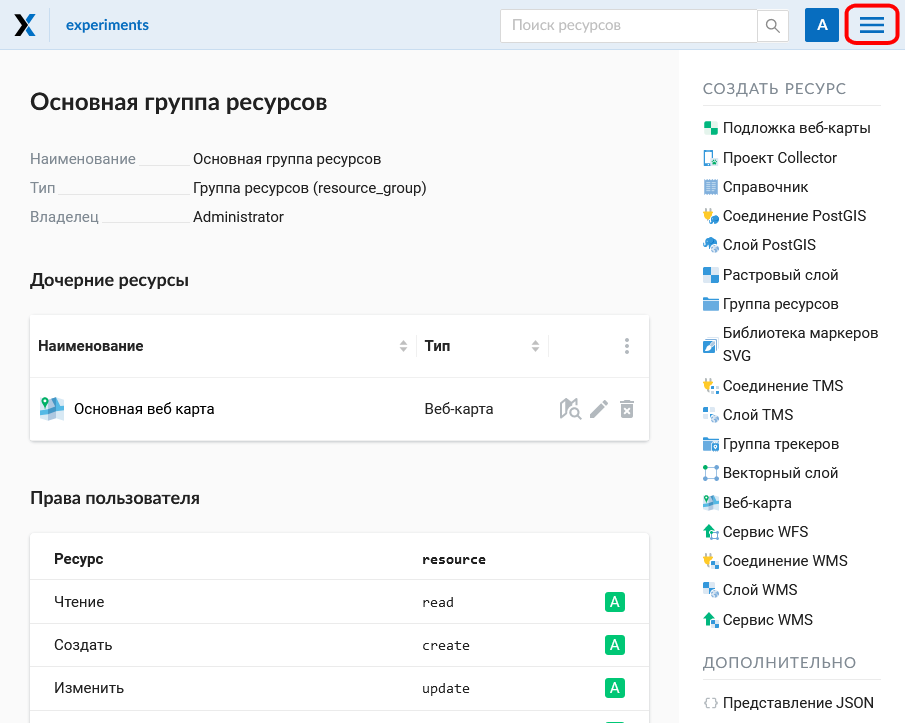 experiments
Поиск ресурсов
A
Основная группа ресурсов
Наименование Основная группа ресурсов
Тип Группа ресурсов (resource_group)
Владелец Administrator
Дочерние ресурсы
Наименование Тип
Основная веб карта Веб-карта
Права пользователя
Ресурс resource
Чтение read A
Создать create A
Изменить update A
СОЗДАТЬ РЕСУРС
Подложка веб-карты
Проект Collector
Справочник
Соединение PostGIS
Слой PostGIS
Растровый слой
Группа ресурсов
Библиотека маркеров
SVG
Соединение TMS
Слой TMS
Группа трекеров
Векторный слой
Веб-карта
Сервис WFS
Соединение WMS
Слой WMS
Сервис WMS
ДОПОЛНИТЕЛЬНО
Представление JSON